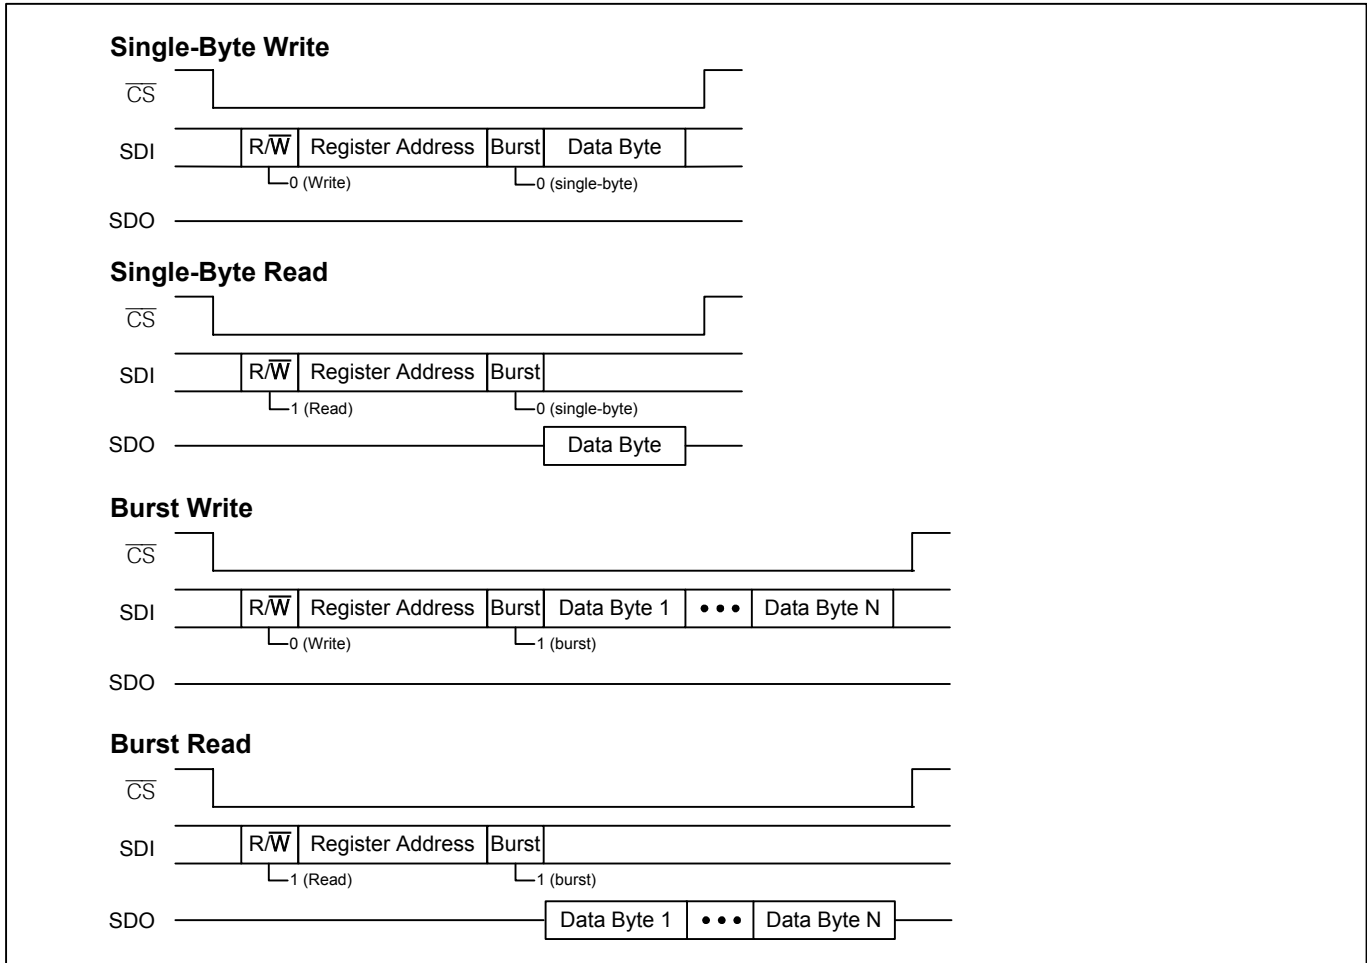 Single-Byte Write
CS
SDI R/W Register Address Burst Data Byte
0 (Write) 0 (single-byte)
SDO
Single-Byte Read
CS
SDI R/W Register Address Burst
1 (Read) 0 (single-byte)
SDO Data Byte
Burst Write
CS
SDI R/W Register Address Burst Data Byte 1 ••• Data Byte N
0 (Write) 1 (burst)
SDO
Burst Read
CS
SDI R/W Register Address Burst
1 (Read) 1 (burst)
SDO Data Byte 1 ••• Data Byte N